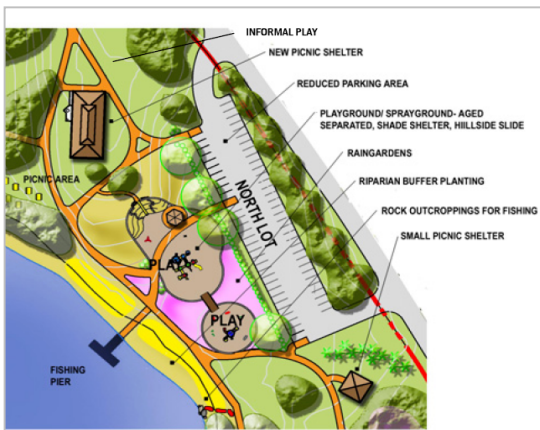 INFORMAL PLAY
NEW PICNIC SHELTER
REDUCED PARKING AREA
PLAYGROUND/ SPRAYGROUND- AGED
SEPARATED, SHADE SHELTER, HIILLSIDE SLIDE
RAINGARDENS
RIPARIAN BUFFER PLANTING
ROCK OUTCROPPINGS FOR FISHING
SMALL PICNIC SHELTER
PICNIC AREA
NORTH LOT
PLAY
PLAY
FISHING
PIER